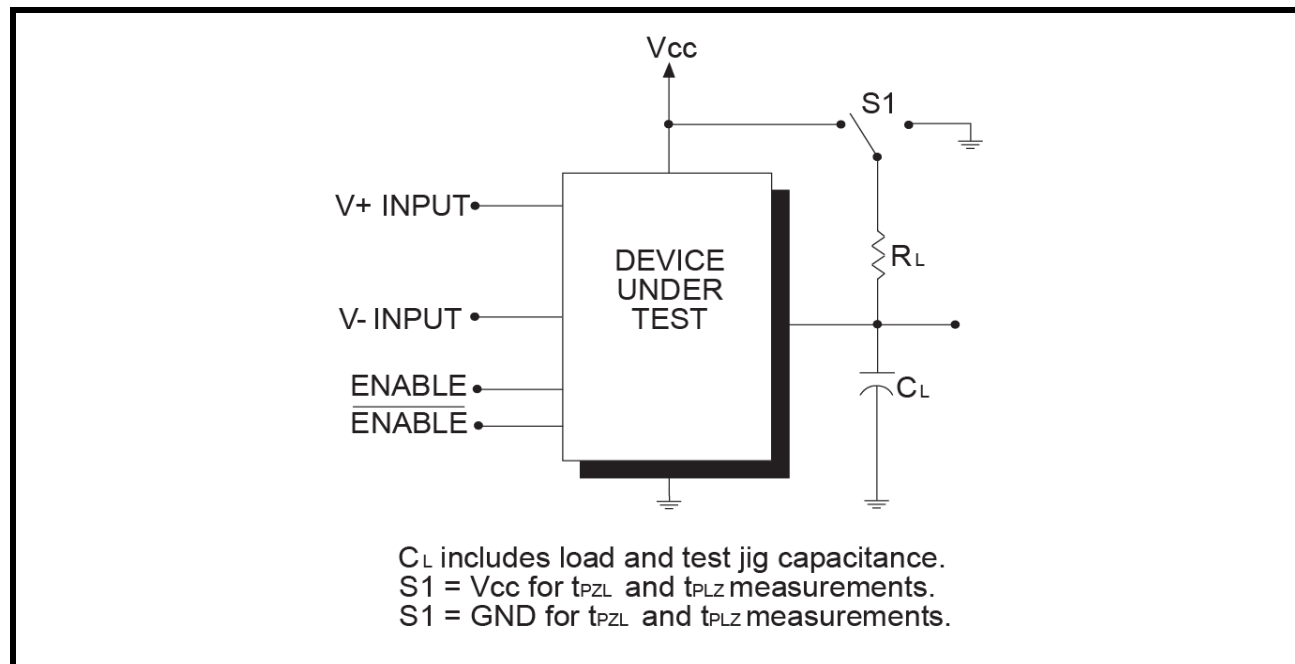 Vcc
S1
V+ INPUT
RL
DEVICE
UNDER
TEST
V- INPUT
ENABLE
ENABLE
CL
CL includes load and test jig capacitance.
S1 = Vcc for tPZL and tPLZ measurements.
S1 = GND for tPZL and tPLZ measurements.